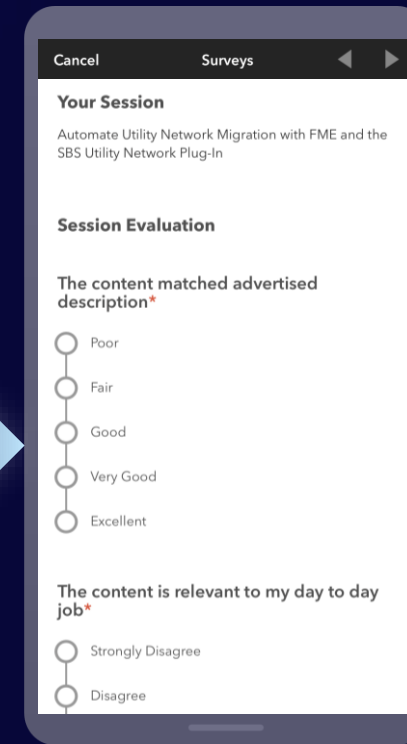 Cancel Surveys
Your Session
Automate Utility Network Migration with FME and the
SBS Utility Network Plug-In
Session Evaluation
The content matched advertised
description*
Poor
Fair
Good
Very Good
Excellent
The content is relevant to my day to day
job*
Strongly Disagree
Disagree